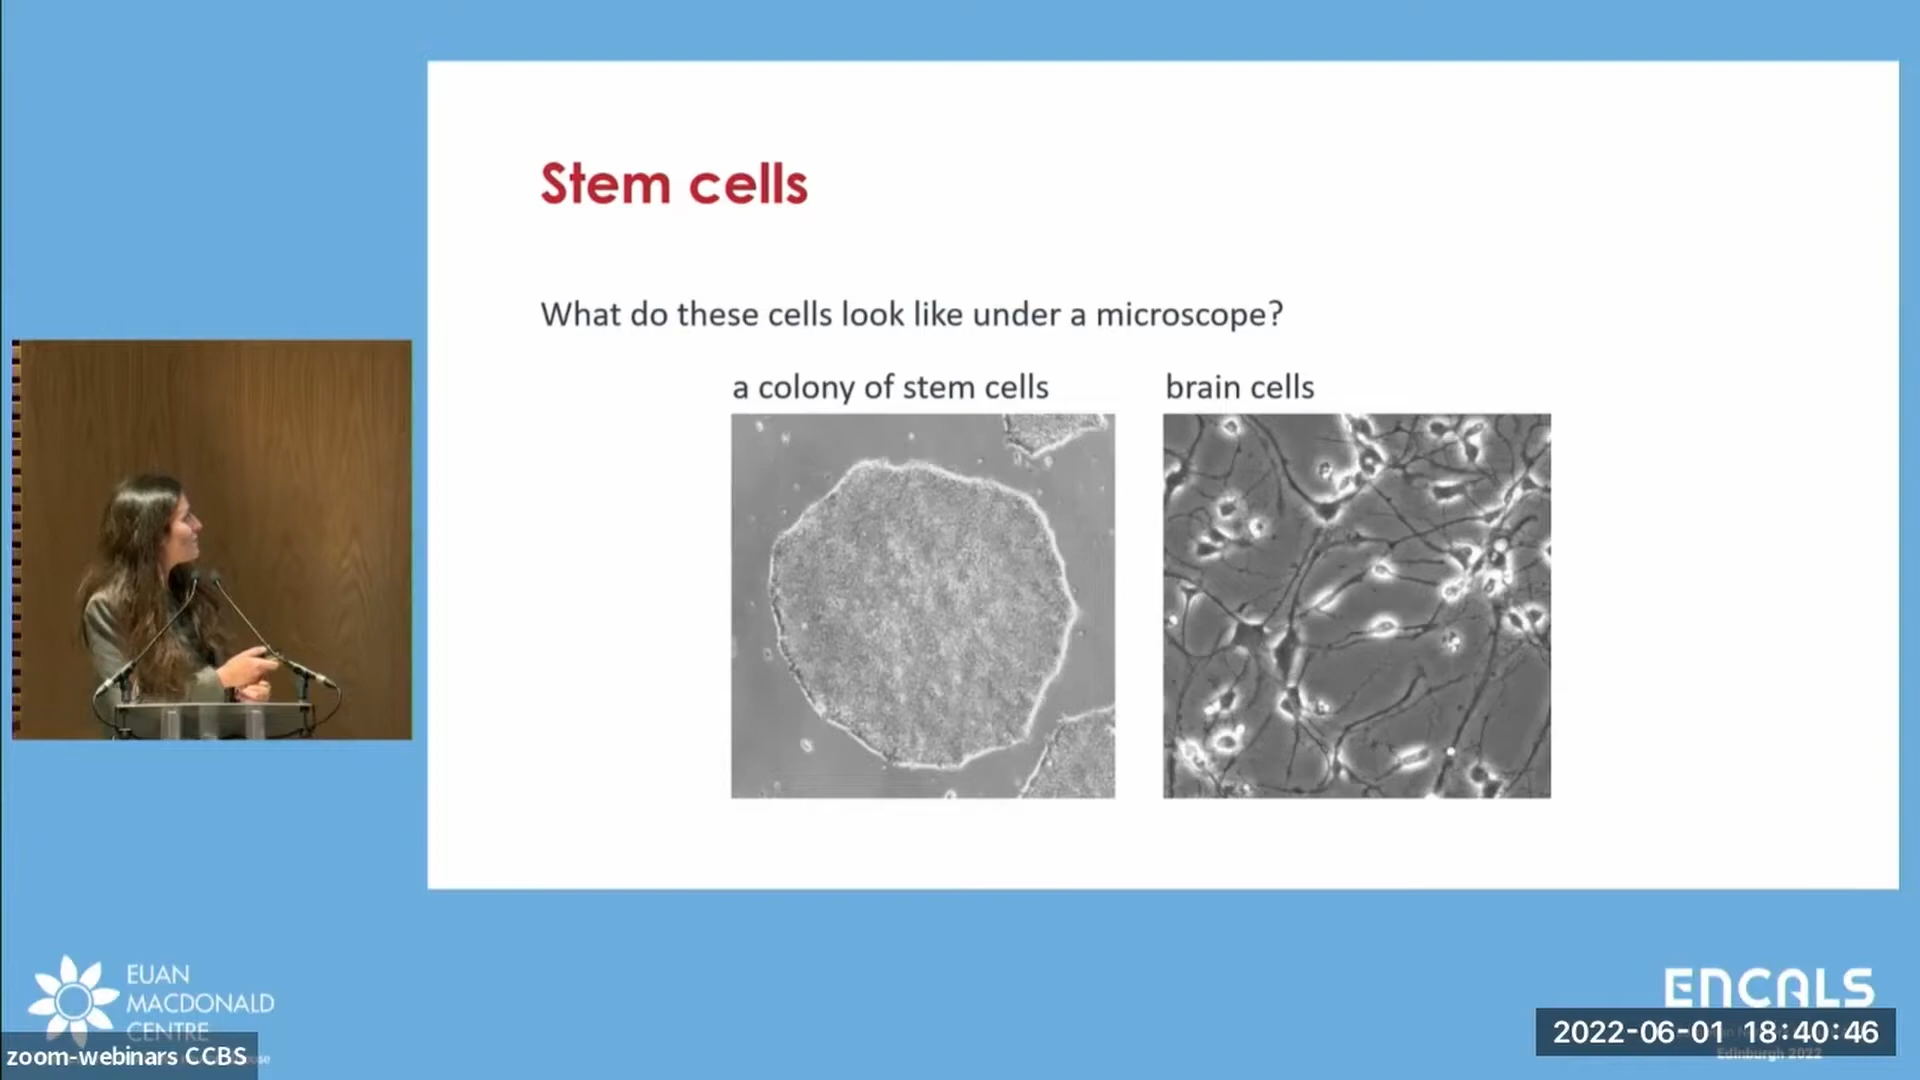 Stem cells
What do these cells look like under a microscope?
a colony of stem cells
brain cells
EUAN
MACDONALD
CENTRE
zoom-webinars CCBS
ENCALS
2022-06-01 18:40:46
Edinburgh 2022